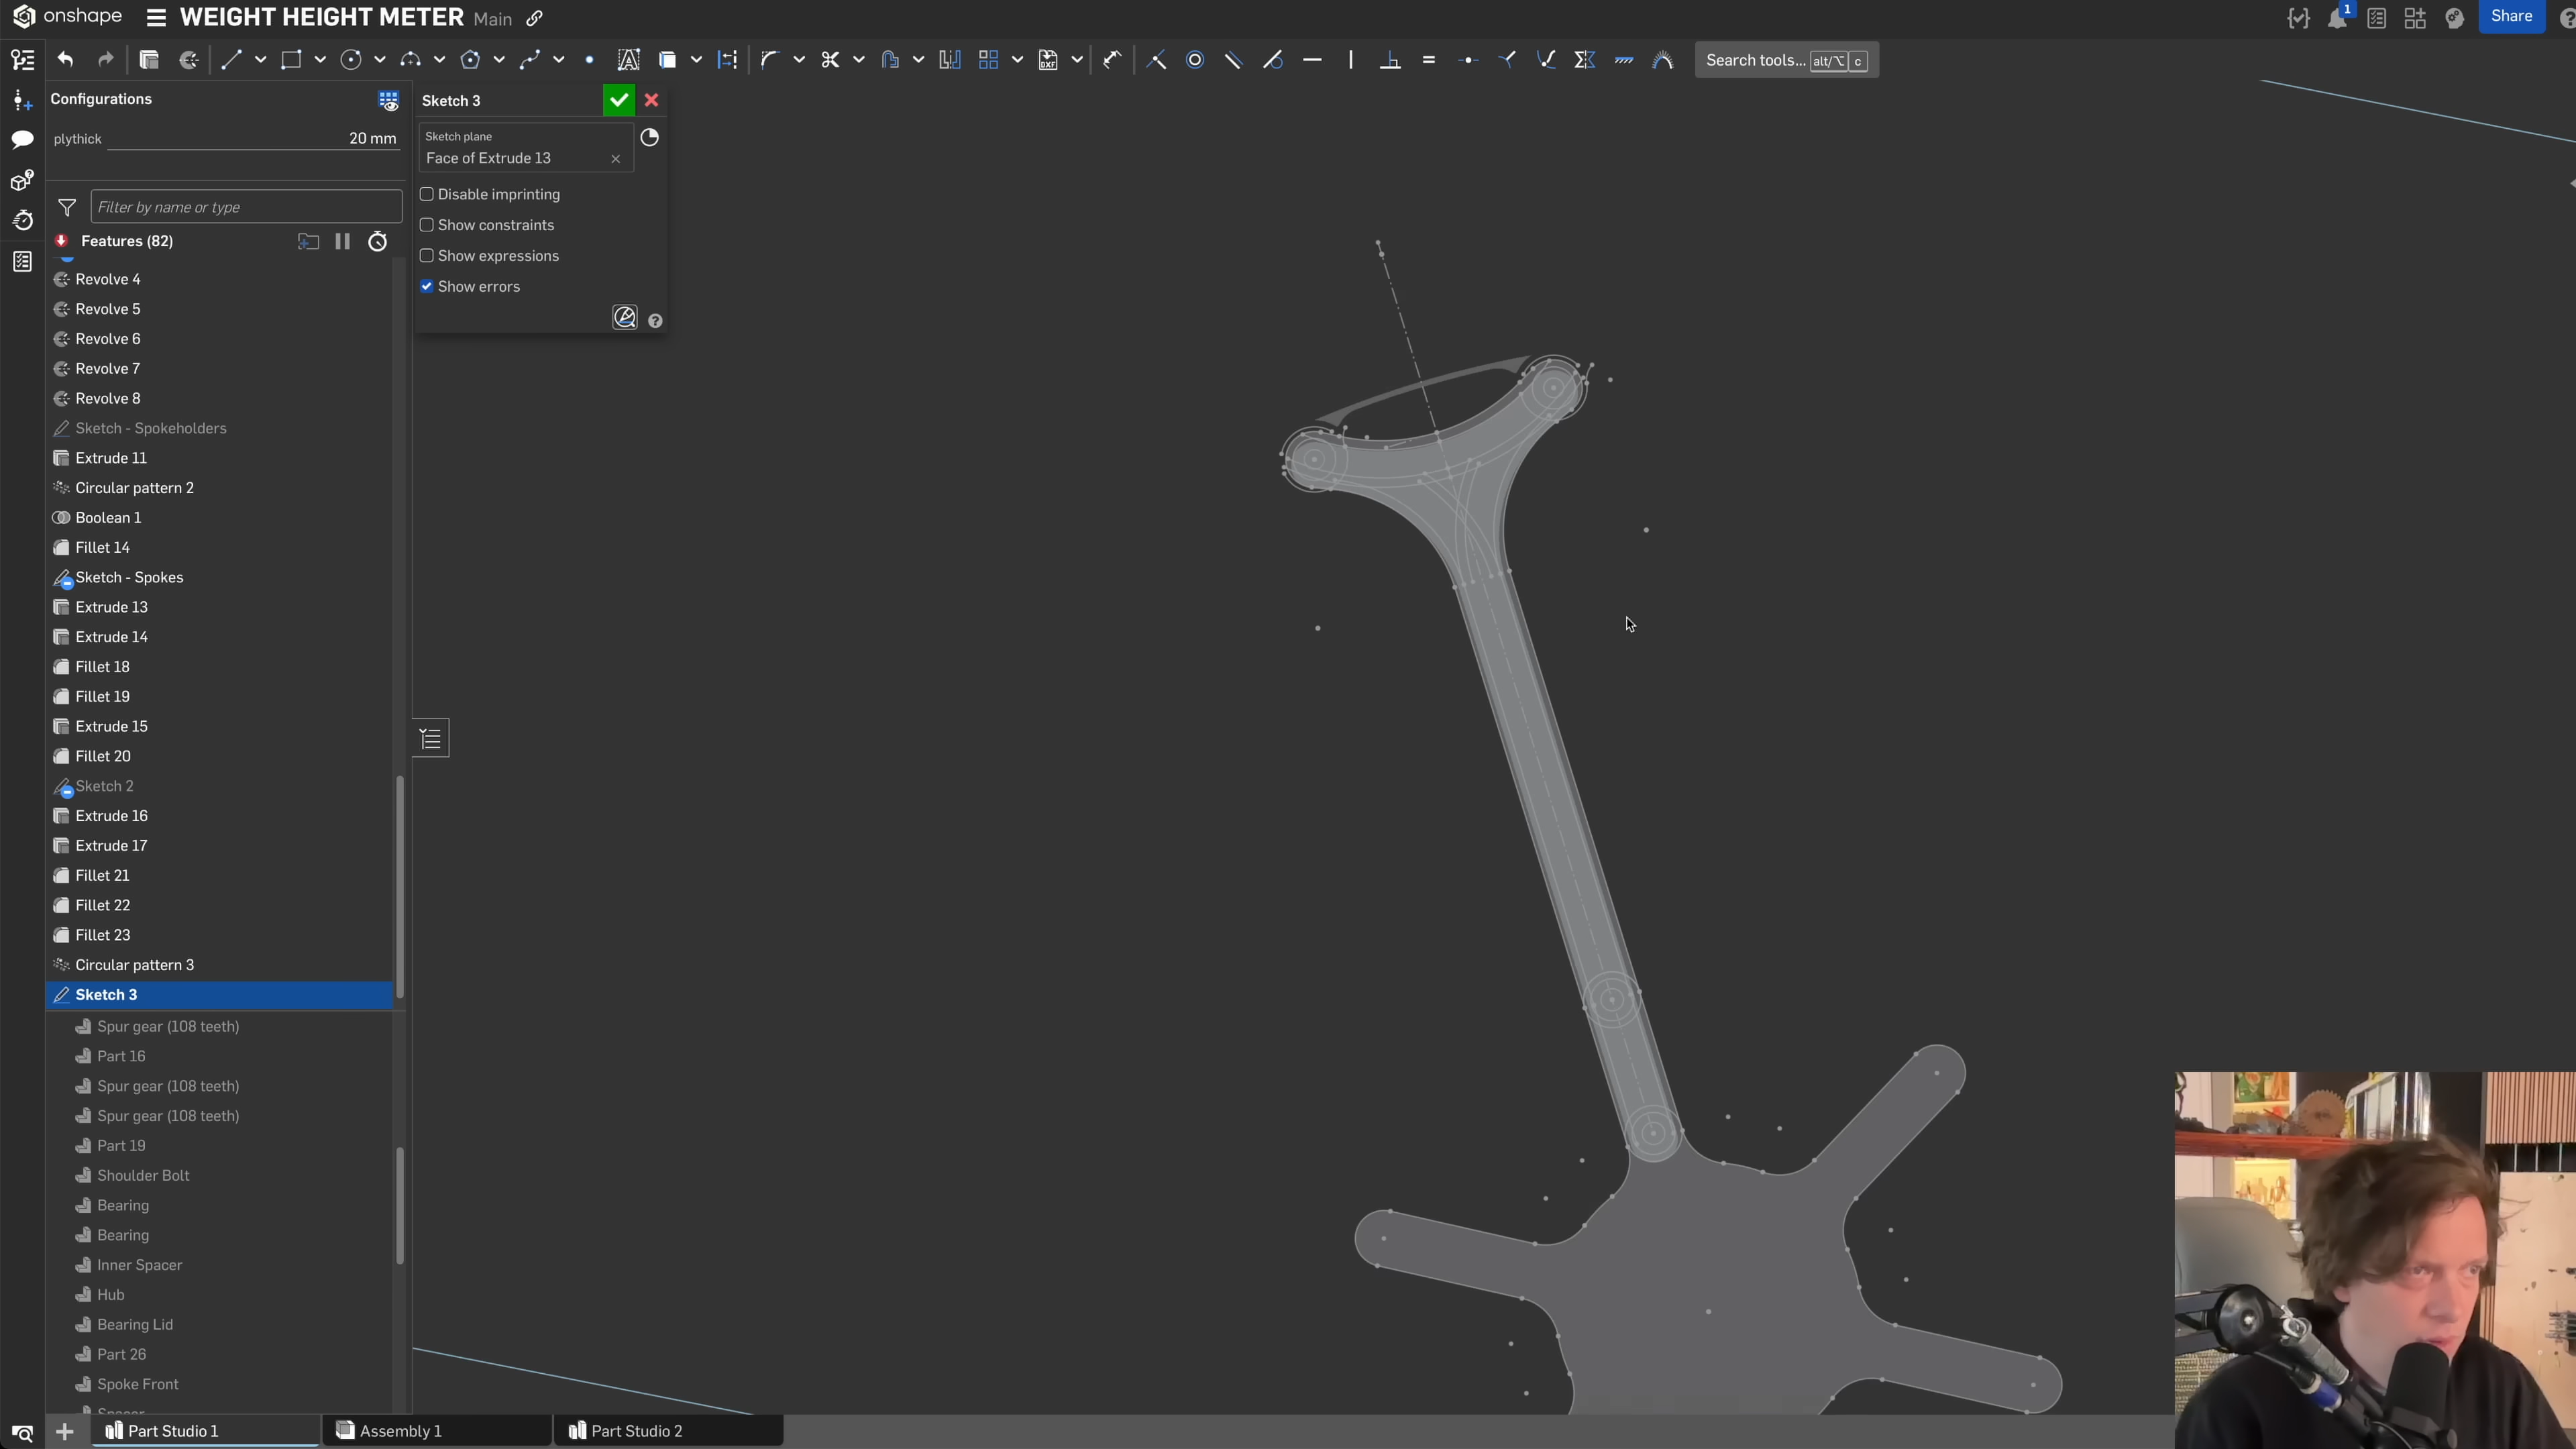 onshape
WEIGHT HEIGHT METER Main
1
Share
Search tools... alt/⌥ c
Configurations
plythick 20 mm
Filter by name or type
Features (82)
Revolve 4
Revolve 5
Revolve 6
Revolve 7
Revolve 8
Sketch - Spokeholders
Extrude 11
Circular pattern 2
Boolean 1
Fillet 14
Sketch - Spokes
Extrude 13
Extrude 14
Fillet 18
Fillet 19
Extrude 15
Fillet 20
Sketch 2
Extrude 16
Extrude 17
Fillet 21
Fillet 22
Fillet 23
Circular pattern 3
Sketch 3
Spur gear (108 teeth)
Part 16
Spur gear (108 teeth)
Spur gear (108 teeth)
Part 19
Shoulder Bolt
Bearing
Bearing
Inner Spacer
Hub
Bearing Lid
Part 26
Spoke Front
Sketch 3
Sketch plane
Face of Extrude 13
Disable imprinting
Show constraints
Show expressions
Show errors
Part Studio 1
Assembly 1
Part Studio 2